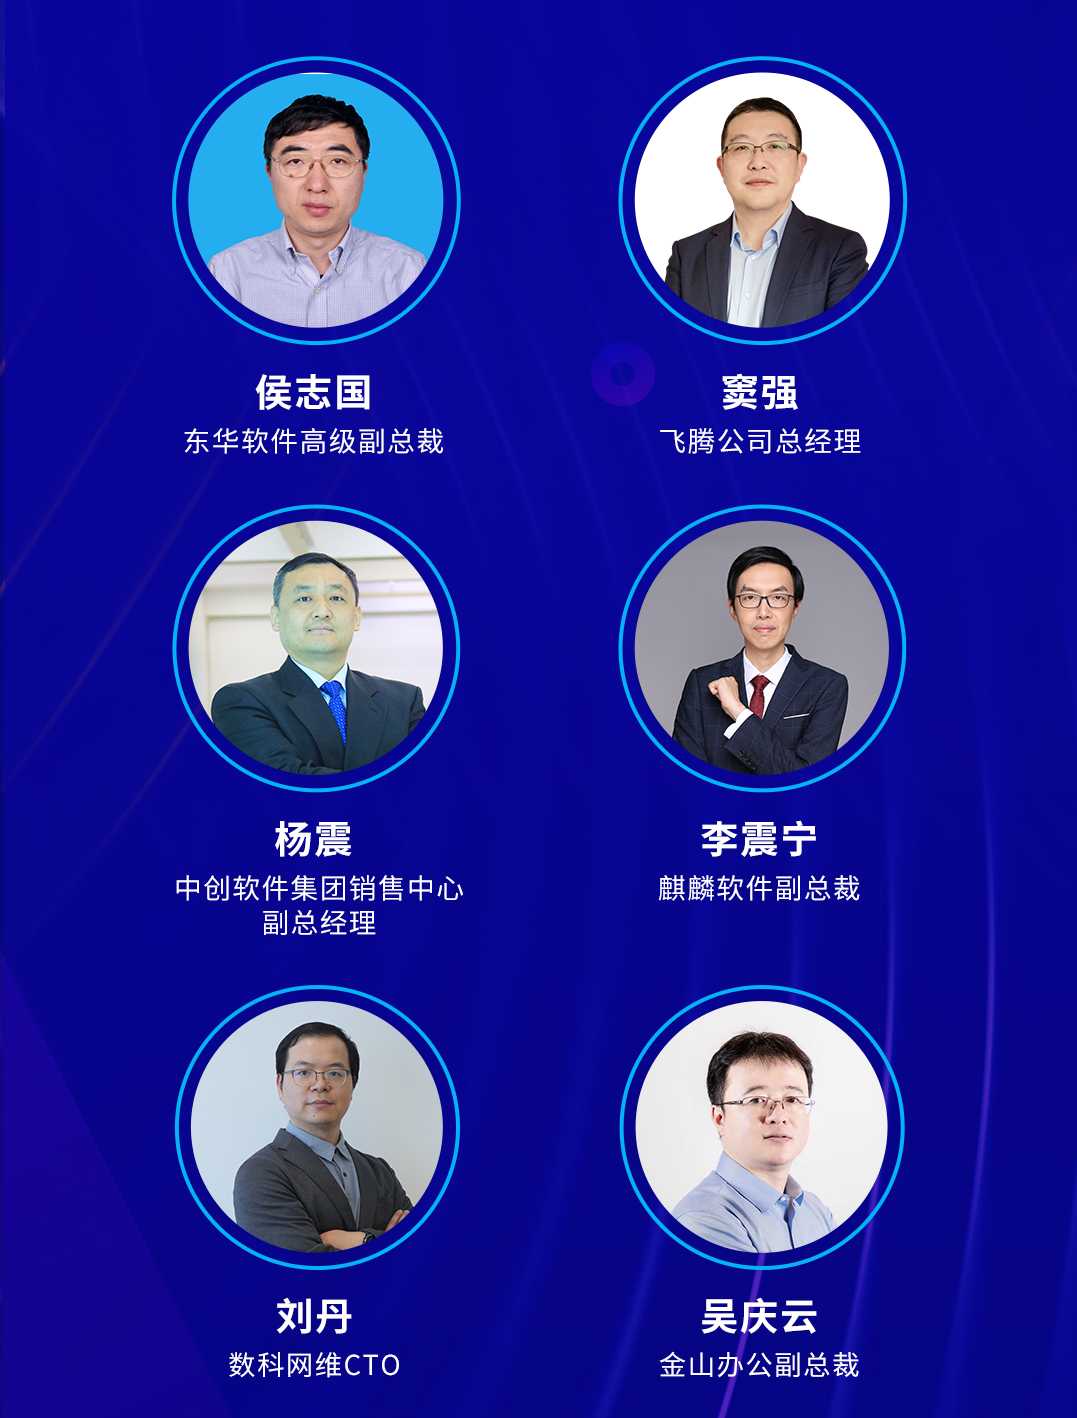 侯志国
东华软件高级副总裁
窦强
飞腾公司总经理
杨震
中创软件集团销售中心
副总经理
李震宁
麒麟软件副总裁
刘丹
数科网维CTO
吴庆云
金山办公副总裁